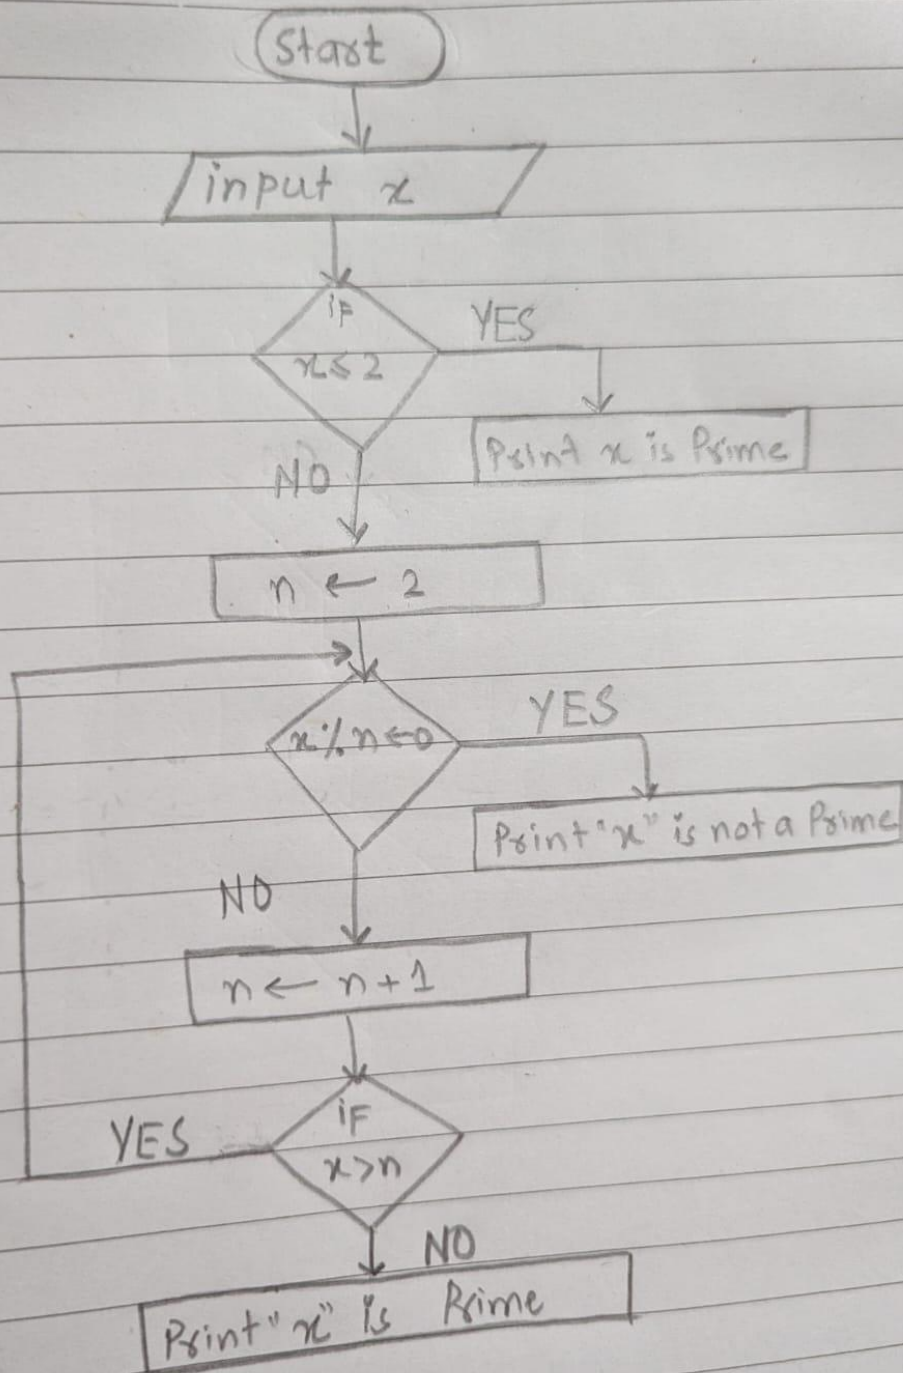 Start
input x
if
x ≤ 2
YES
Print x is Prime
NO
n ← 2
x % n ← 0
YES
Print "x" is not a Prime
NO
n ← n + 1
if
x > n
YES
NO
Print "x" is Prime